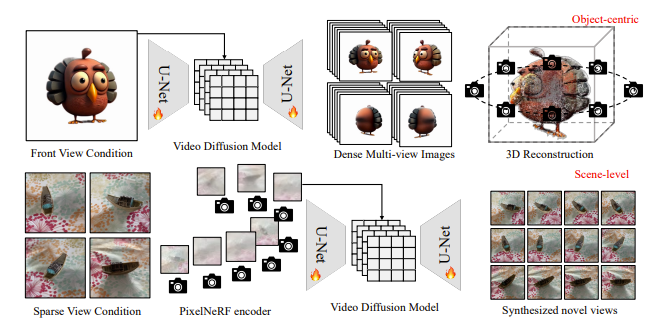 Object-centric
U-Net
U-Net
Front View Condition
Video Diffusion Model
Dense Multi-view Images
3D Reconstruction
Scene-level
U-Net
U-Net
Sparse View Condition
PixelNeRF encoder
Video Diffusion Model
Synthesized novel views